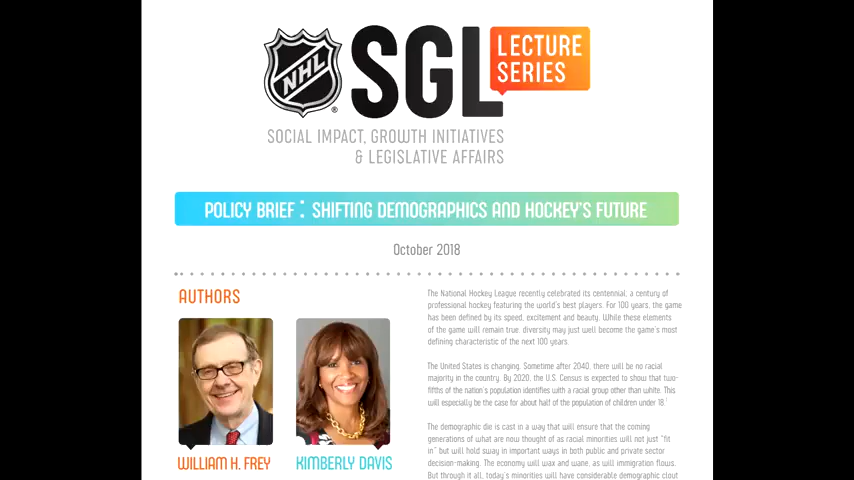 NHL
®
SGL
LECTURE
SERIES
SOCIAL IMPACT, GROWTH INITIATIVES
& LEGISLATIVE AFFAIRS
POLICY BRIEF : SHIFTING DEMOGRAPHICS AND HOCKEY'S FUTURE
October 2018
AUTHORS
WILLIAM H. FREY
KIMBERLY DAVIS
The National Hockey League recently celebrated its centennial; a century of
professional hockey featuring the world's best players. For 100 years, the game
has been defined by its speed, excitement and beauty. While these elements
of the game will remain true, diversity may just well become the game's most
defining characteristic of the next 100 years.
The United States is changing. Sometime after 2040, there will be no racial
majority in the country. By 2020, the U.S. Census is expected to show that two-
fifths of the nation's population identifies with a racial group other than white. This
will especially be the case for about half of the population of children under 18.
The demographic die is cast in a way that will ensure that the coming
generations of what are now thought of as racial minorities will not just "fit
in" but will hold sway in important ways in both public and private sector
decision-making. The economy will wax and wane, as will immigration flows.
But through it all, today's minorities will have considerable demographic clout